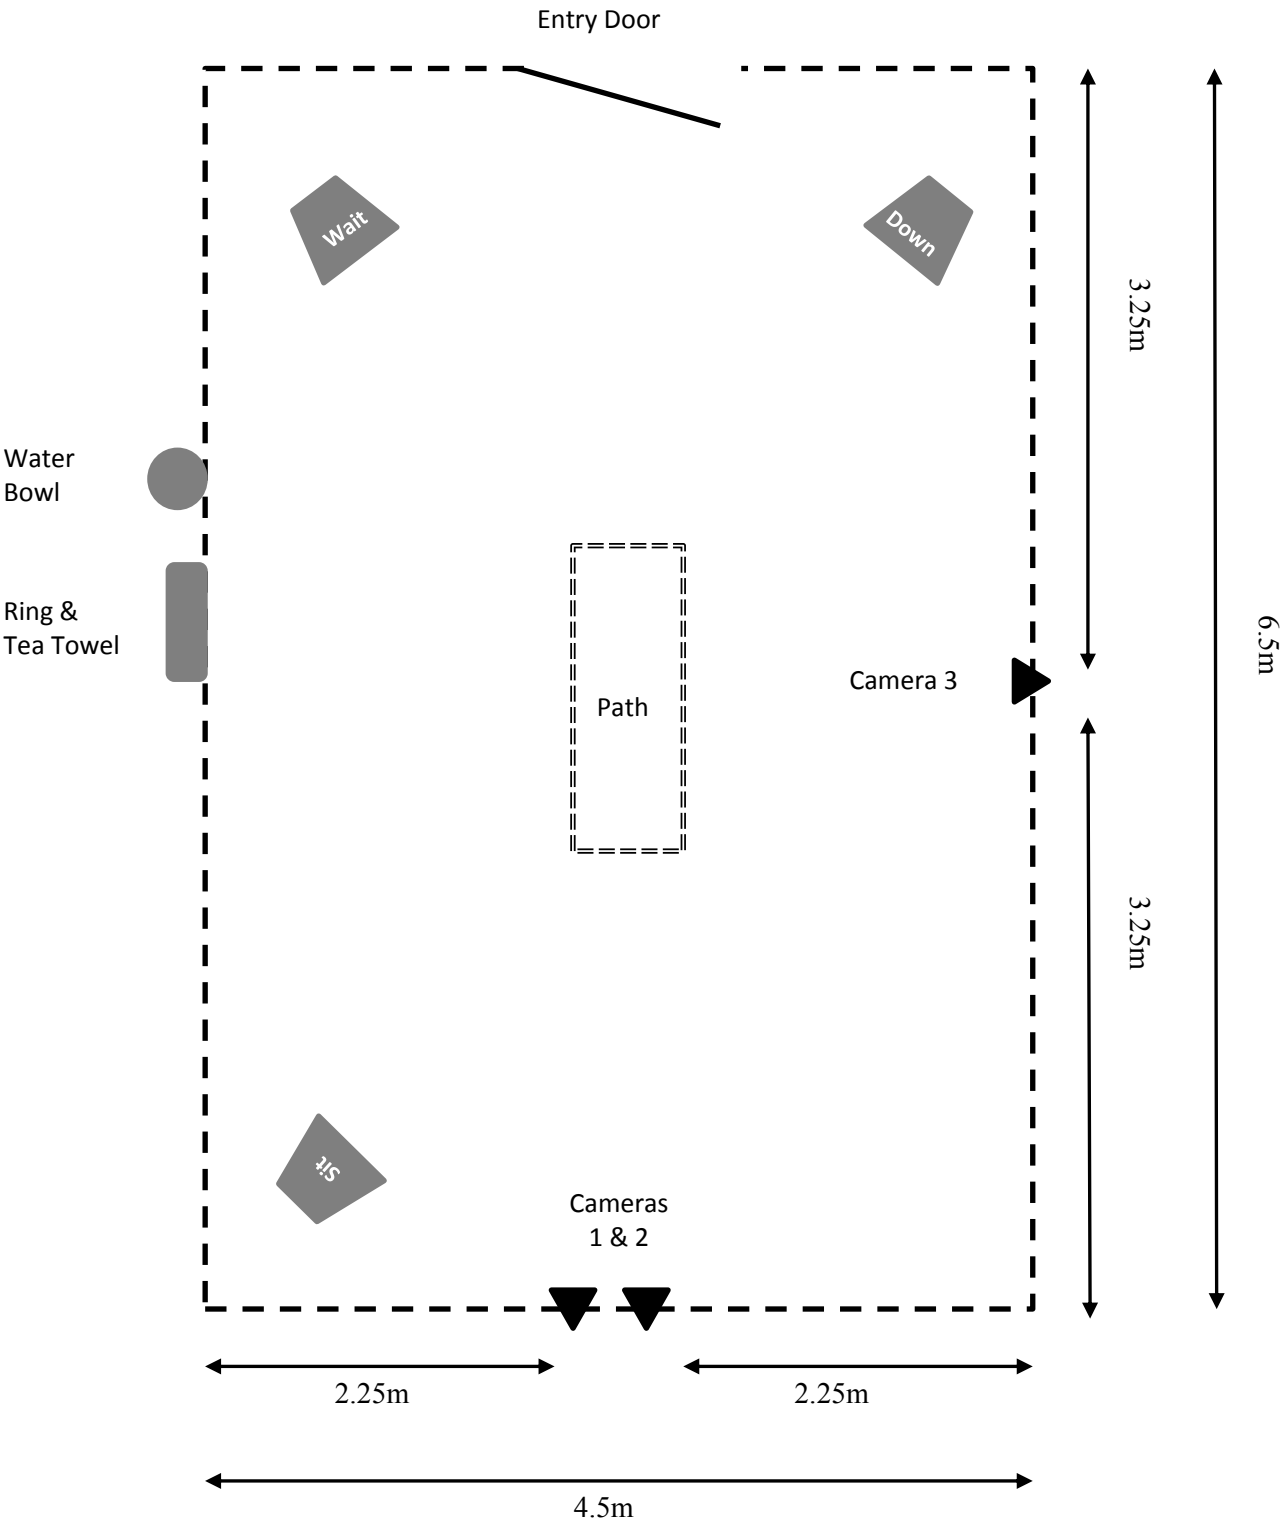 Entry Door
Wait
Down
3.25m
Water
Bowl
Ring &
Tea Towel
6.5m
Camera 3
Path
3.25m
Sit
Cameras
1 & 2
2.25m
2.25m
4.5m